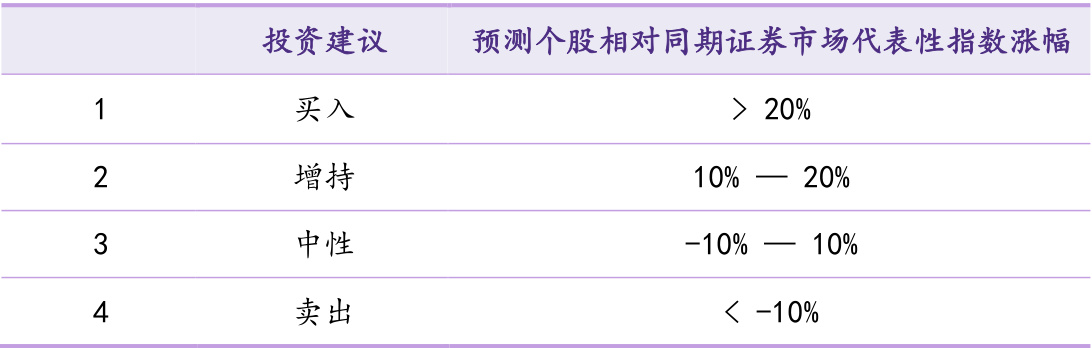 投资建议 预测个股相对同期证券市场代表性指数涨幅
1 买入 > 20%
2 增持 10% — 20%
3 中性 -10% — 10%
4 卖出 < -10%